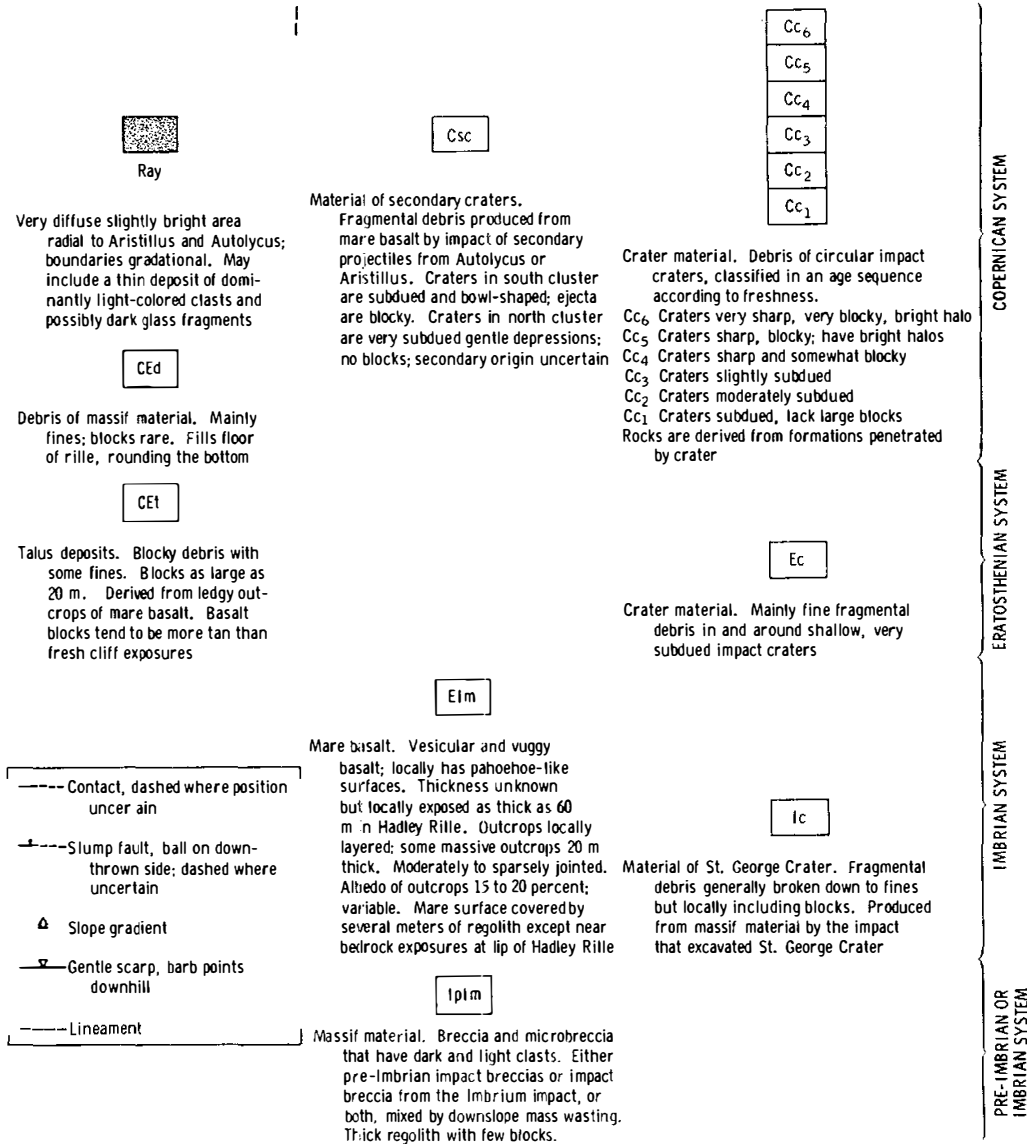 Ray
Very diffuse slightly bright area
radial to Aristillus and Autolycus;
boundaries gradational. May
include a thin deposit of domi-
nantly light-colored clasts and
possibly dark glass fragments
CEd
Debris of massif material. Mainly
fines; blocks rare. Fills floor
of rille, rounding the bottom
CEt
Talus deposits. Blocky debris with
some fines. Blocks as large as
20 m. Derived from ledgy out-
crops of mare basalt. Basalt
blocks tend to be more tan than
fresh cliff exposures
Contact, dashed where position
uncer ain
Slump fault, ball on down-
thrown side; dashed where
uncertain
Slope gradient
Gentle scarp, barb points
downhill
Lineament
Csc
Material of secondary craters.
Fragmental debris produced from
mare basalt by impact of secondary
projectiles from Autolycus or
Aristillus. Craters in south cluster
are subdued and bowl-shaped; ejecta
are blocky. Craters in north cluster
are very subdued gentle depressions;
no blocks; secondary origin uncertain
EIm
Mare basalt. Vesicular and vuggy
basalt; locally has pahoehoe-like
surfaces. Thickness unknown
but locally exposed as thick as 60
m in Hadley Rille. Outcrops locally
layered; some massive outcrops 20 m
thick. Moderately to sparsely jointed.
Albedo of outcrops 15 to 20 percent;
variable. Mare surface covered by
several meters of regolith except near
bedrock exposures at lip of Hadley Rille
IpIm
Massif material. Breccia and microbreccia
that have dark and light clasts. Either
pre-Imbrian impact breccias or impact
breccia from the Imbrium impact, or
both, mixed by downslope mass wasting.
Thick regolith with few blocks.
Cc6
Cc5
Cc4
Cc3
Cc2
Cc1
Crater material. Debris of circular impact
craters, classified in an age sequence
according to freshness.
Cc6 Craters very sharp, very blocky, bright halo
Cc5 Craters sharp, blocky; have bright halos
Cc4 Craters sharp and somewhat blocky
Cc3 Craters slightly subdued
Cc2 Craters moderately subdued
Cc1 Craters subdued, lack large blocks
Rocks are derived from formations penetrated
by crater
Ec
Crater material. Mainly fine fragmental
debris in and around shallow, very
subdued impact craters
Ic
Material of St. George Crater. Fragmental
debris generally broken down to fines
but locally including blocks. Produced
from massif material by the impact
that excavated St. George Crater
COPERNICAN SYSTEM
ERATOSTHENIAN SYSTEM
IMBRIAN SYSTEM
PRE-IMBRIAN OR
IMBRIAN SYSTEM